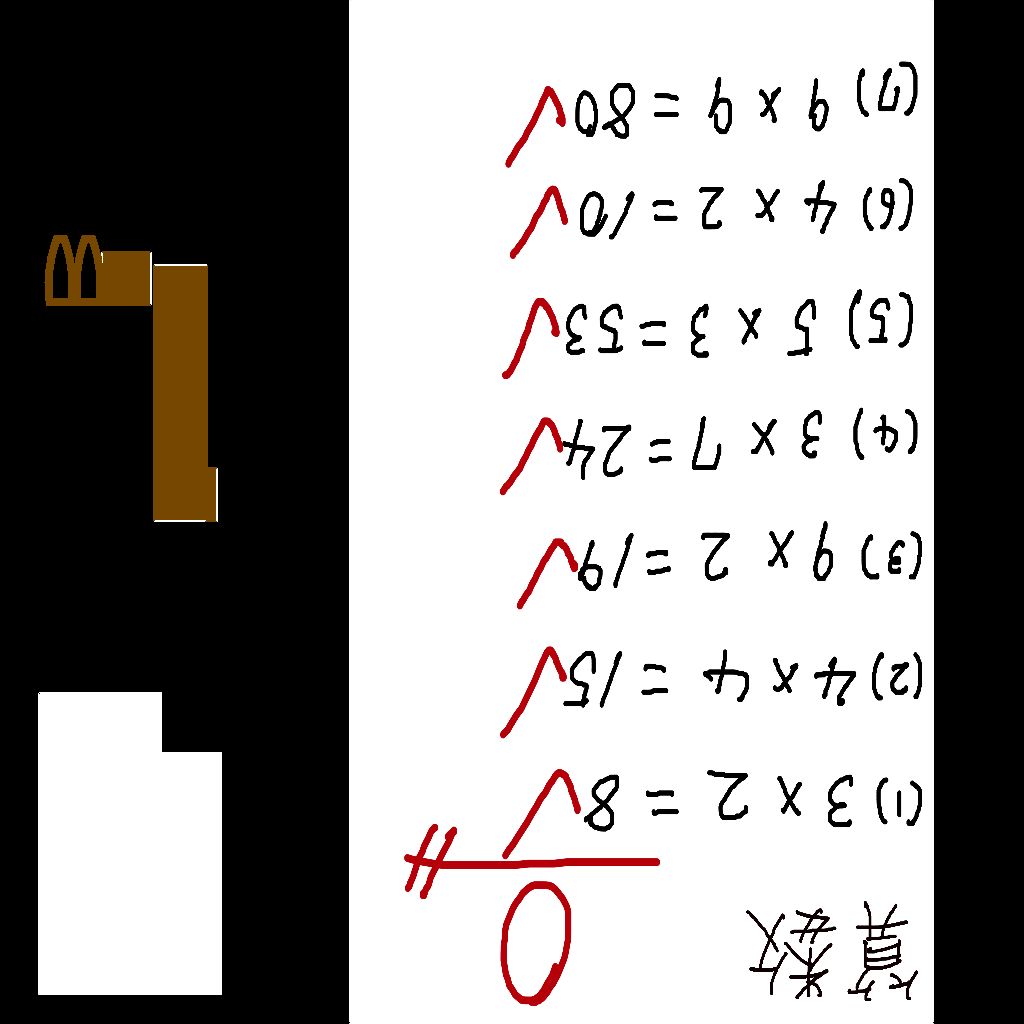 算数
0
(1) 3 × 2 = 8
(2) 4 × 4 = 15
(3) 9 × 2 = 19
(4) 3 × 7 = 24
(5) 5 × 3 = 53
(6) 4 × 2 = 10
(7) 9 × 9 = 80